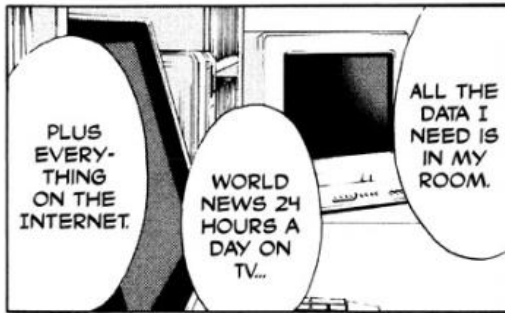 ALL THE
DATA I
NEED IS
IN MY
ROOM.
WORLD
NEWS 24
HOURS A
DAY ON
TV...
PLUS
EVERY-
THING
ON THE
INTERNET.